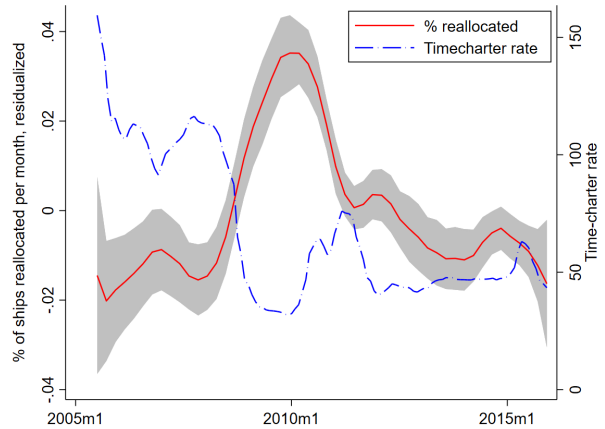 % reallocated
Timecharter rate
% of ships reallocated per month, residualized
.04
.02
0
-.02
-.04
150
100
50
0
Time-charter rate
2005m1
2010m1
2015m1